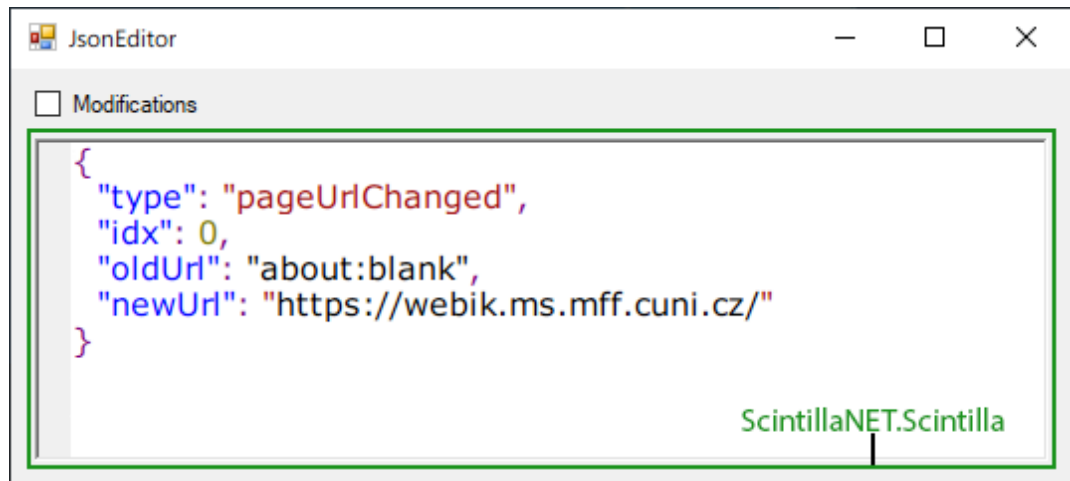 JsonEditor
Modifications
{
"type": "pageUrlChanged",
"idx": 0,
"oldUrl": "about:blank",
"newUrl": "https://webik.ms.mff.cuni.cz/"
}
ScintillaNET.Scintilla